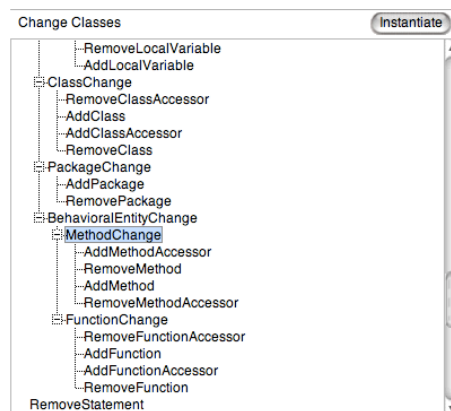 Change Classes
Instantiate
RemoveLocalVariable
AddLocalVariable
ClassChange
RemoveClassAccessor
AddClass
AddClassAccessor
RemoveClass
PackageChange
AddPackage
RemovePackage
BehavioralEntityChange
MethodChange
AddMethodAccessor
RemoveMethod
AddMethod
RemoveMethodAccessor
FunctionChange
RemoveFunctionAccessor
AddFunction
AddFunctionAccessor
RemoveFunction
RemoveStatement